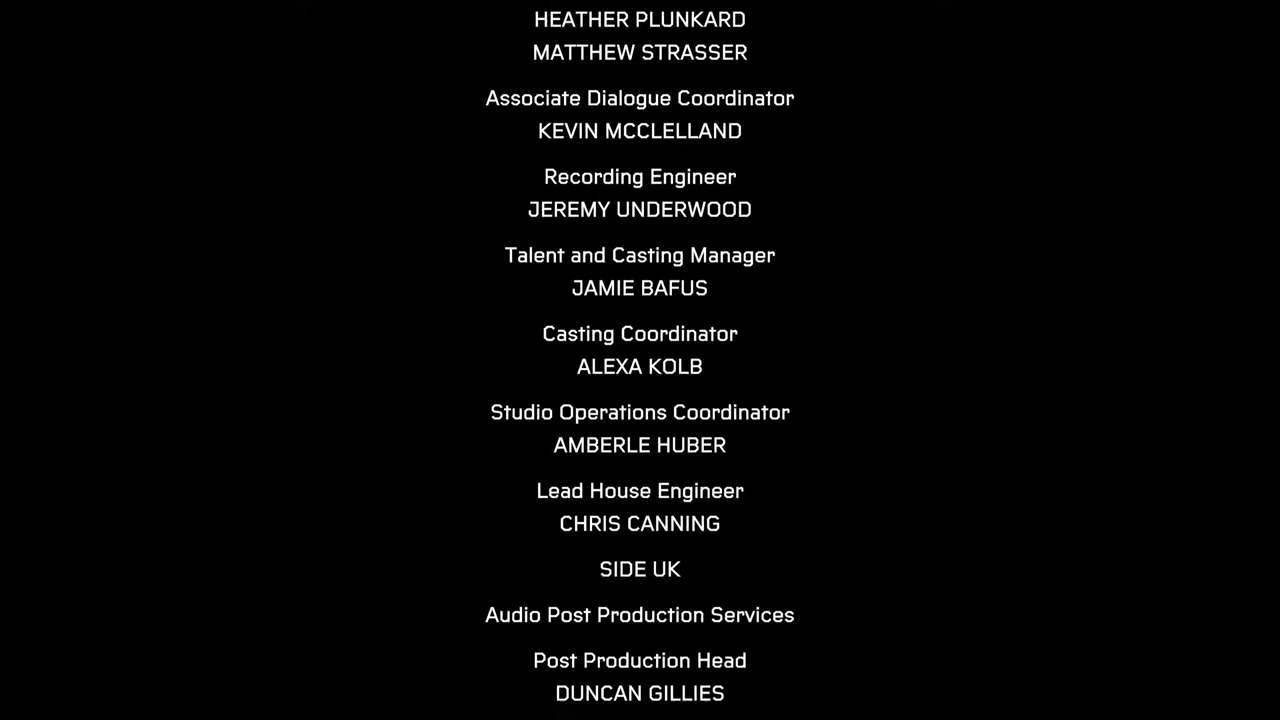 HEATHER PLUNKARD
MATTHEW STRASSER
Associate Dialogue Coordinator
KEVIN MCCLELLAND
Recording Engineer
JEREMY UNDERWOOD
Talent and Casting Manager
JAMIE BAFUS
Casting Coordinator
ALEXA KOLB
Studio Operations Coordinator
AMBERLE HUBER
Lead House Engineer
CHRIS CANNING
SIDE UK
Audio Post Production Services
Post Production Head
DUNCAN GILLIES